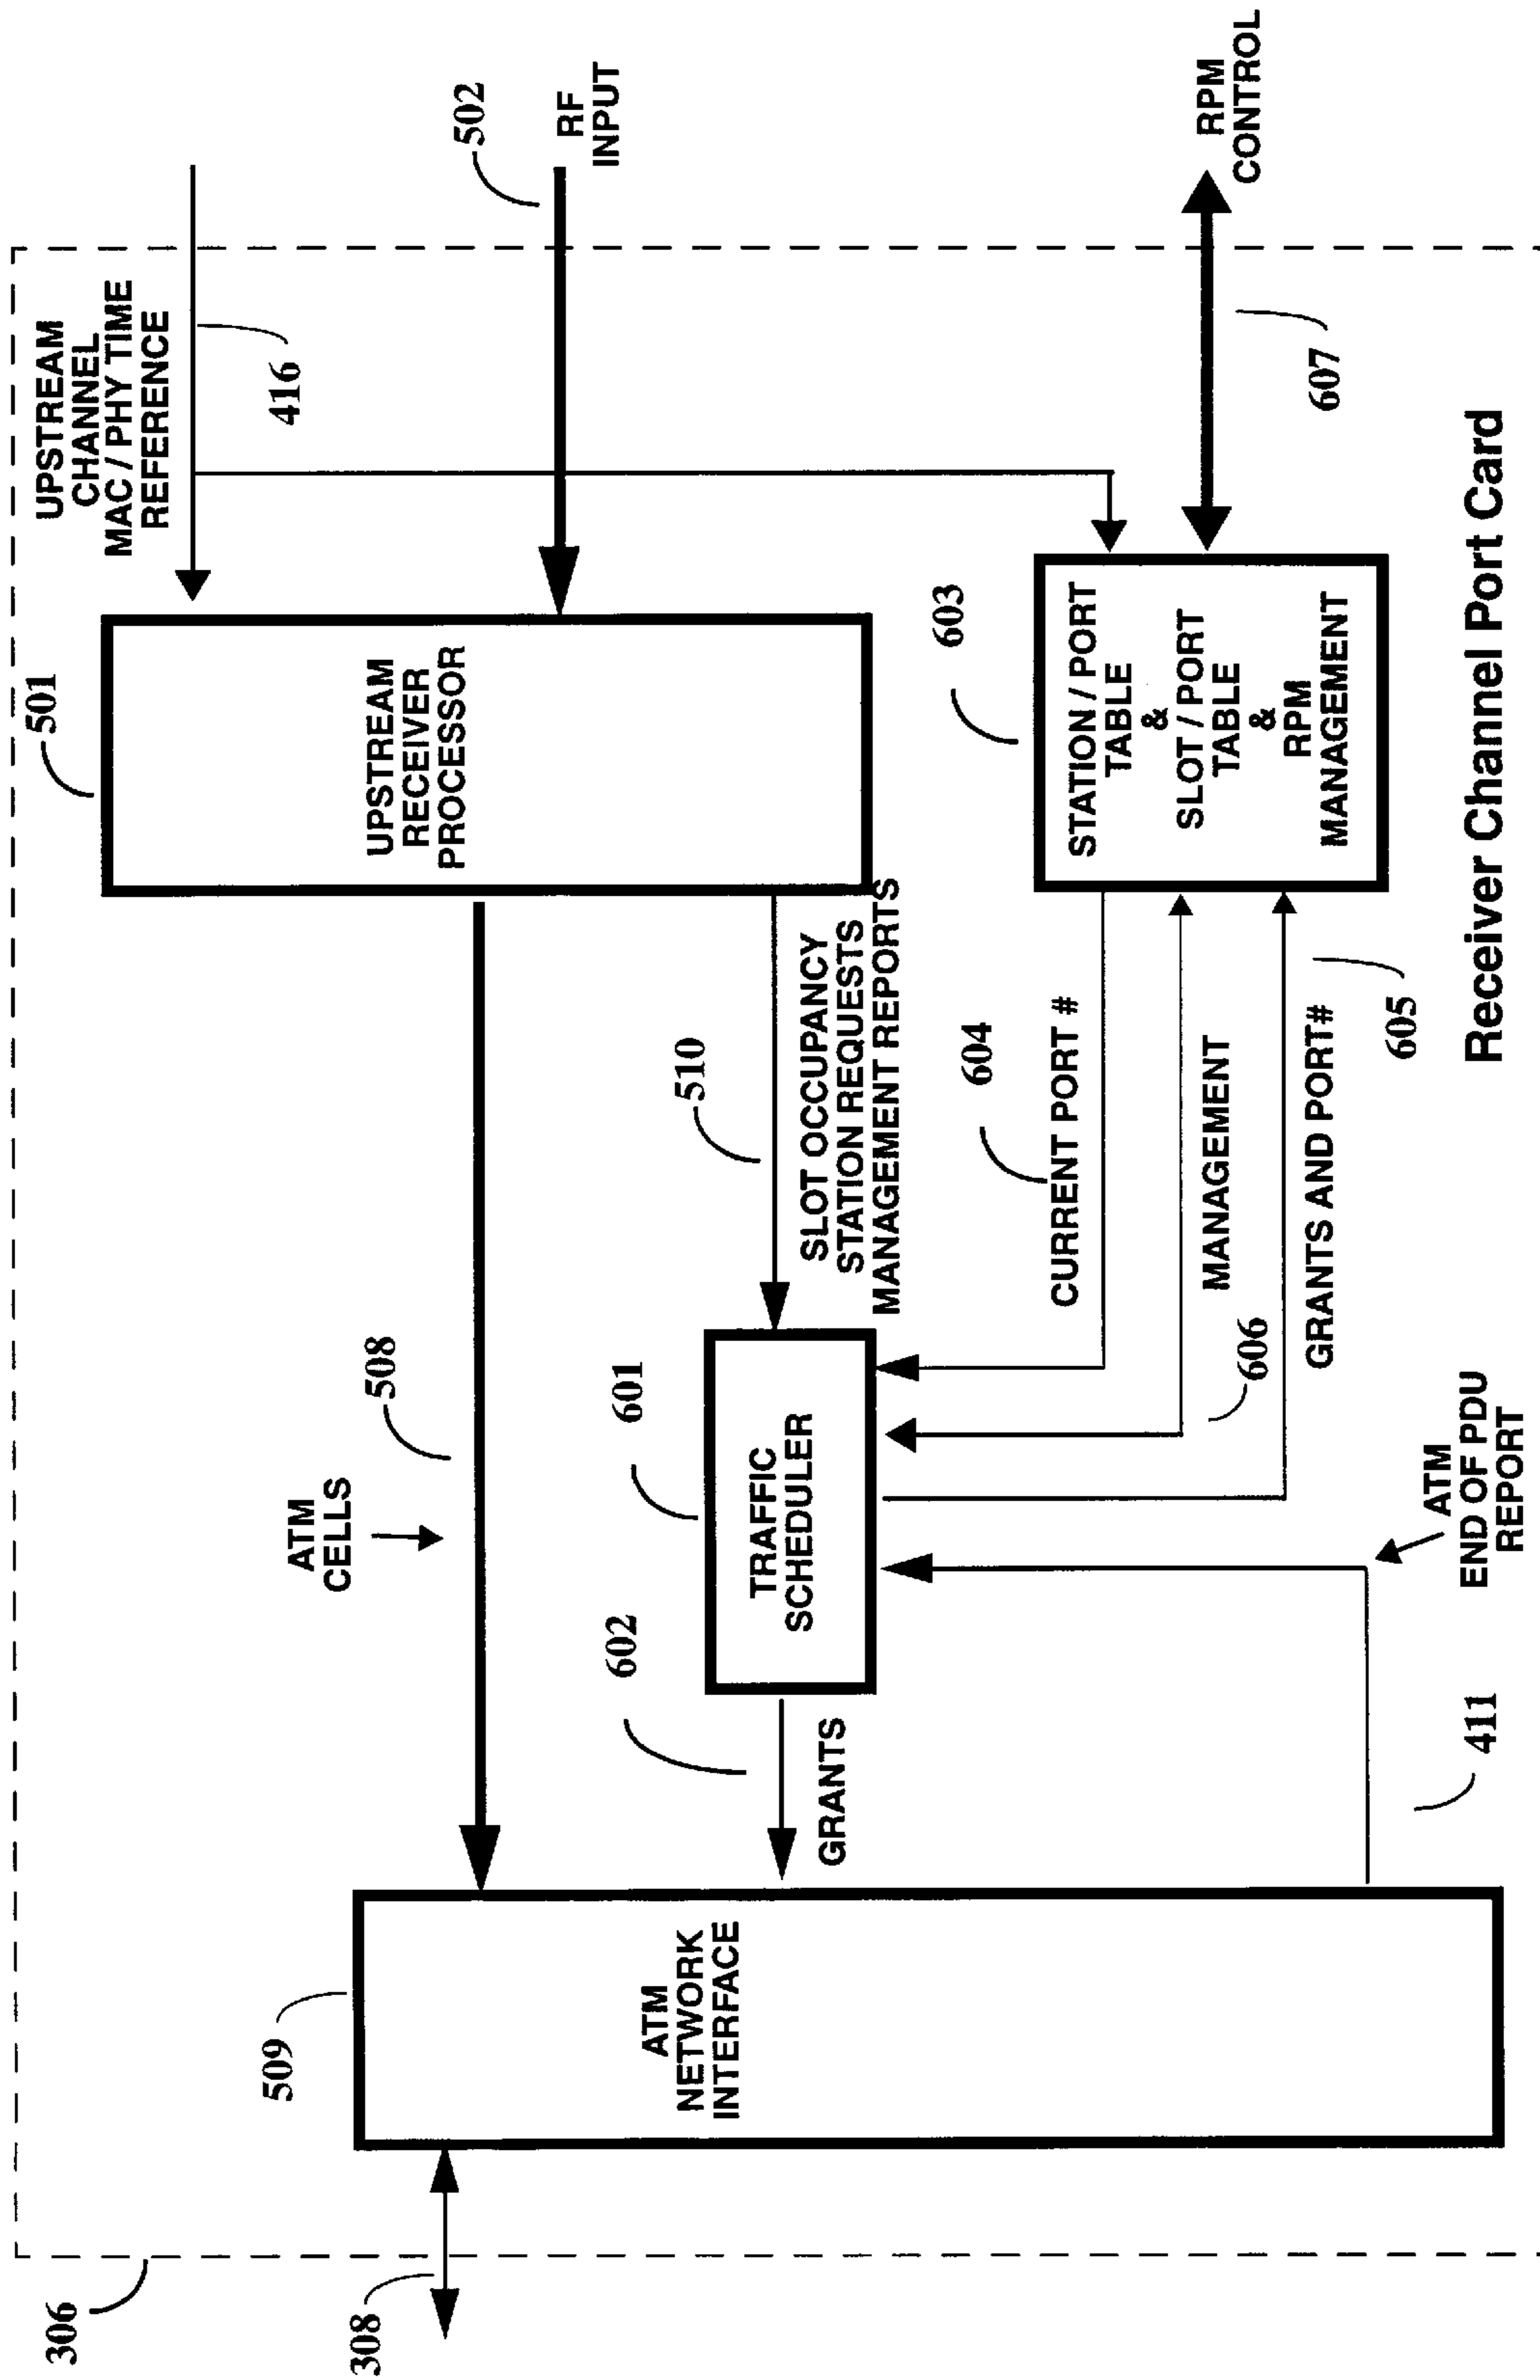 306
308
509
ATM
NETWORK
INTERFACE
ATM
CELLS
508
602
GRANTS
601
TRAFFIC
SCHEDULER
411
ATM
END OF PDU
REPORT
510
SLOT OCCUPANCY
STATION REQUESTS
MANAGEMENT REPORTS
604
CURRENT PORT #
606
MANAGEMENT
GRANTS AND PORT#
605
501
UPSTREAM
RECEIVER
PROCESSOR
603
STATION / PORT
TABLE
&
SLOT / PORT
TABLE
&
RPM
MANAGEMENT
UPSTREAM
CHANNEL
MAC / PHY TIME
REFERENCE
416
502
RF
INPUT
RPM
CONTROL
607
Receiver Channel Port Card